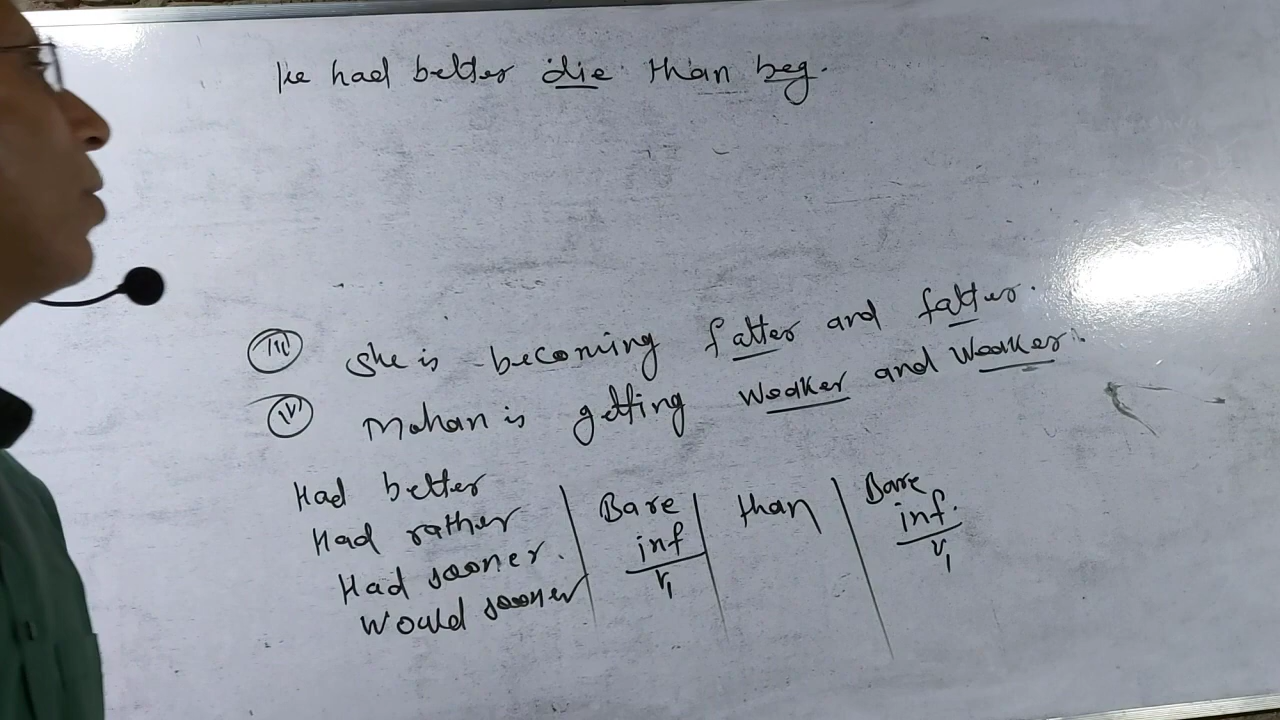 He had better die than beg.
(III) She is becoming fatter and fatter.
(IV) Mohan is getting weaker and weaker.
Had better
Had rather
Had sooner.
Would sooner
Bare
inf
V1
than
Bare
inf.
V1